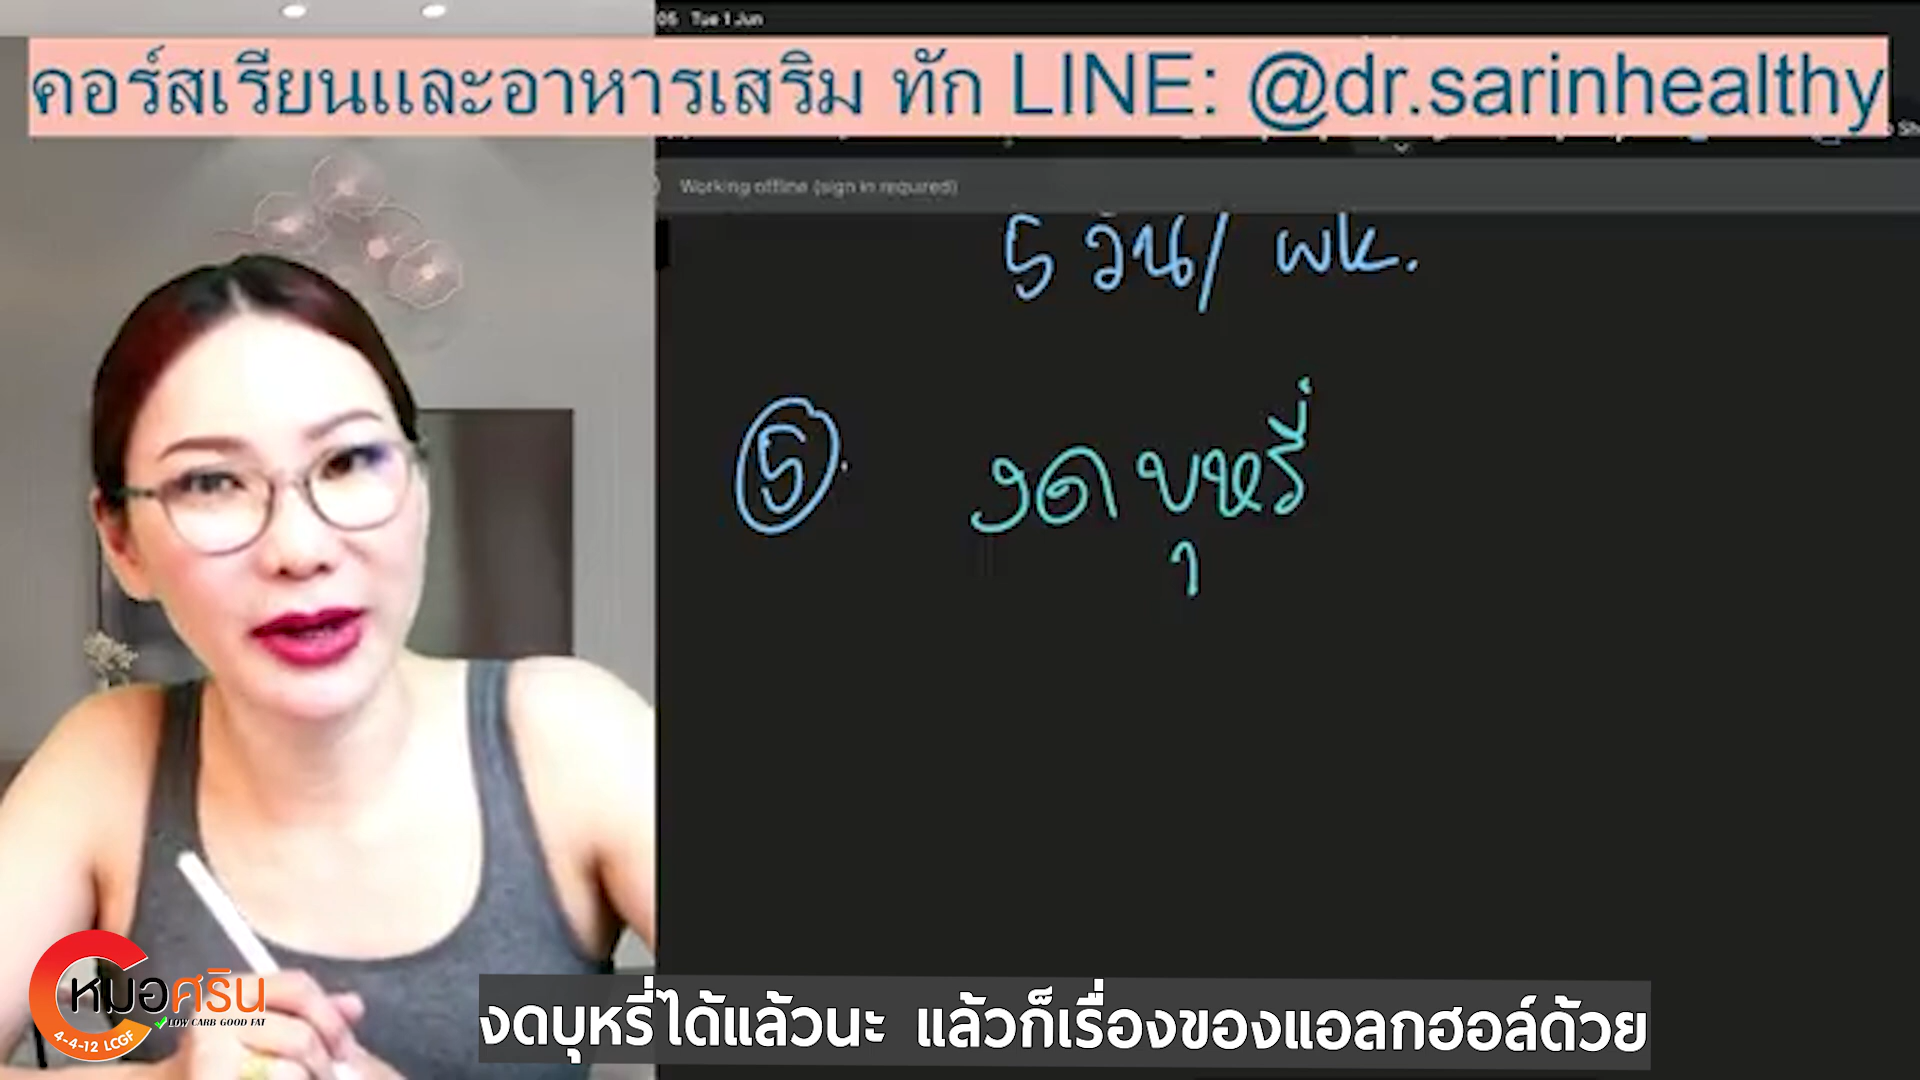 05 Tue 1 Jun
คอร์สเรียนและอาหารเสริม ทัก LINE: @dr.sarinhealthy
Working offline (sign in required)
5 วัน/ wk.
5
งดบุหรี่
หมอศริน
LOW CARB GOOD FAT
4-4-12 LCGF
งดบุหรี่ได้แล้วนะ แล้วก็เรื่องของแอลกฮอล์ด้วย